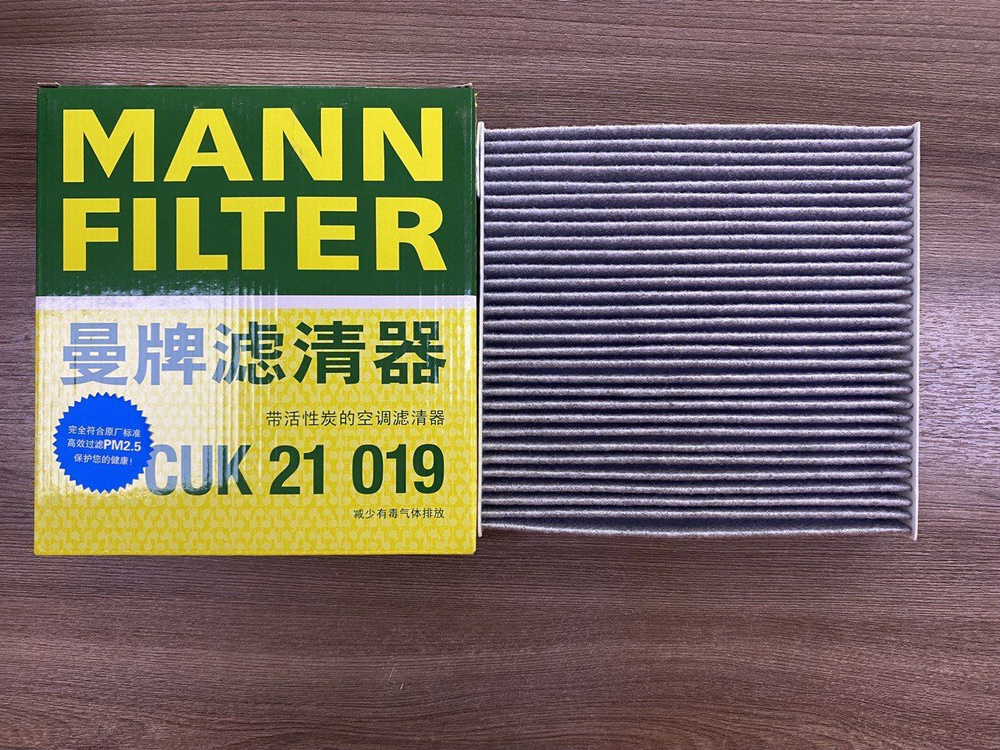 MANN
FILTER
曼牌滤清器
带活性炭的空调滤清器
完全符合原厂标准
高效过滤PM2.5
保护您的健康!
CUK 21 019
减少有毒气体排放